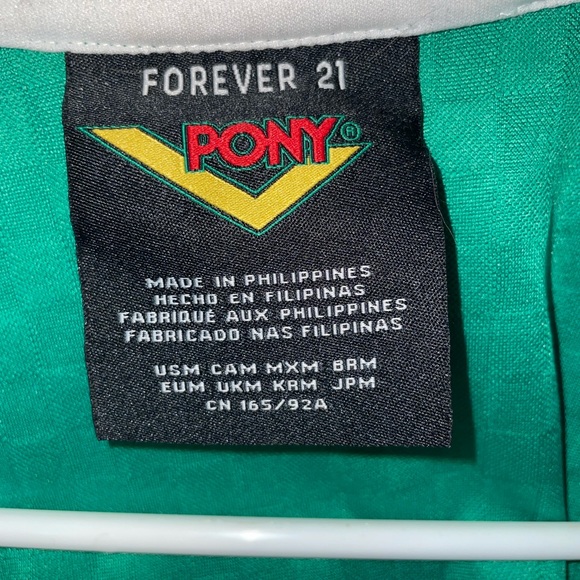 FOREVER 21
PONY®
MADE IN PHILIPPINES
HECHO EN FILIPINAS
FABRIQUÉ AUX PHILIPPINES
FABRICADO NAS FILIPINAS
USM CAM MXM BRM
EUM UKM KRM JPM
CN 165/92A